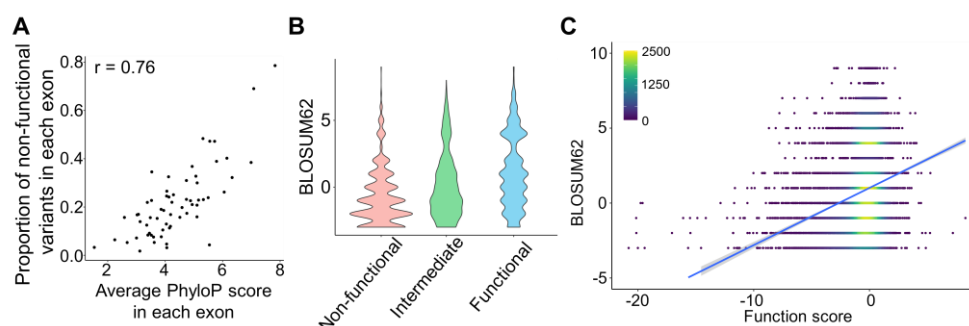 A
r = 0.76
Proportion of non-functional
variants in each exon
0.8
0.6
0.4
0.2
0.0
2 4 6 8
Average PhyloP score
in each exon
B
BLOSUM62
5
0
Non-functional
Intermediate
Functional
C
2500
1250
0
BLOSUM62
10
5
0
-5
-20 -10 0
Function score